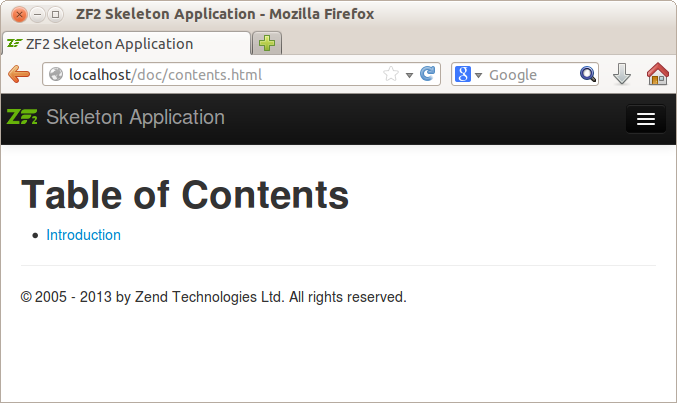 ZF2 Skeleton Application - Mozilla Firefox
ZF2 Skeleton Application
localhost/doc/contents.html
Google
ZF2 Skeleton Application
Table of Contents
• Introduction
© 2005 - 2013 by Zend Technologies Ltd. All rights reserved.